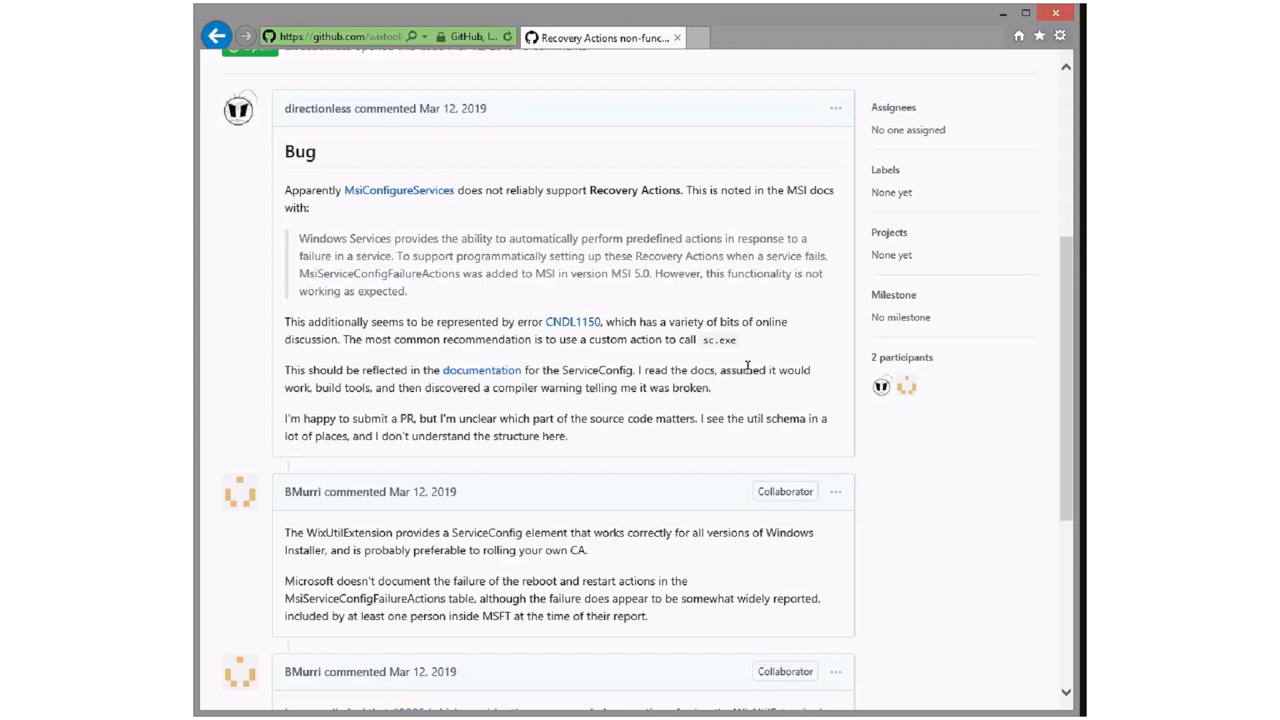 https://github.com/wixtool
GitHub, I...
Recovery Actions non-func...
directionless commented Mar 12, 2019
Bug
Apparently MsiConfigureServices does not reliably support Recovery Actions. This is noted in the MSI docs
with:
Windows Services provides the ability to automatically perform predefined actions in response to a
failure in a service. To support programmatically setting up these Recovery Actions when a service fails,
MsiServiceConfigFailureActions was added to MSI in version MSI 5.0. However, this functionality is not
working as expected.
This additionally seems to be represented by error CNDL1150, which has a variety of bits of online
discussion. The most common recommendation is to use a custom action to call sc.exe
This should be reflected in the documentation for the ServiceConfig. I read the docs, assumed it would
work, build tools, and then discovered a compiler warning telling me it was broken.
I'm happy to submit a PR, but I'm unclear which part of the source code matters. I see the util schema in a
lot of places, and I don't understand the structure here.
BMurri commented Mar 12, 2019
Collaborator
The WixUtilExtension provides a ServiceConfig element that works correctly for all versions of Windows
Installer, and is probably preferable to rolling your own CA.
Microsoft doesn't document the failure of the reboot and restart actions in the
MsiServiceConfigFailureActions table, although the failure does appear to be somewhat widely reported,
included by at least one person inside MSFT at the time of their report.
BMurri commented Mar 12, 2019
Collaborator
Assignees
No one assigned
Labels
None yet
Projects
None yet
Milestone
No milestone
2 participants